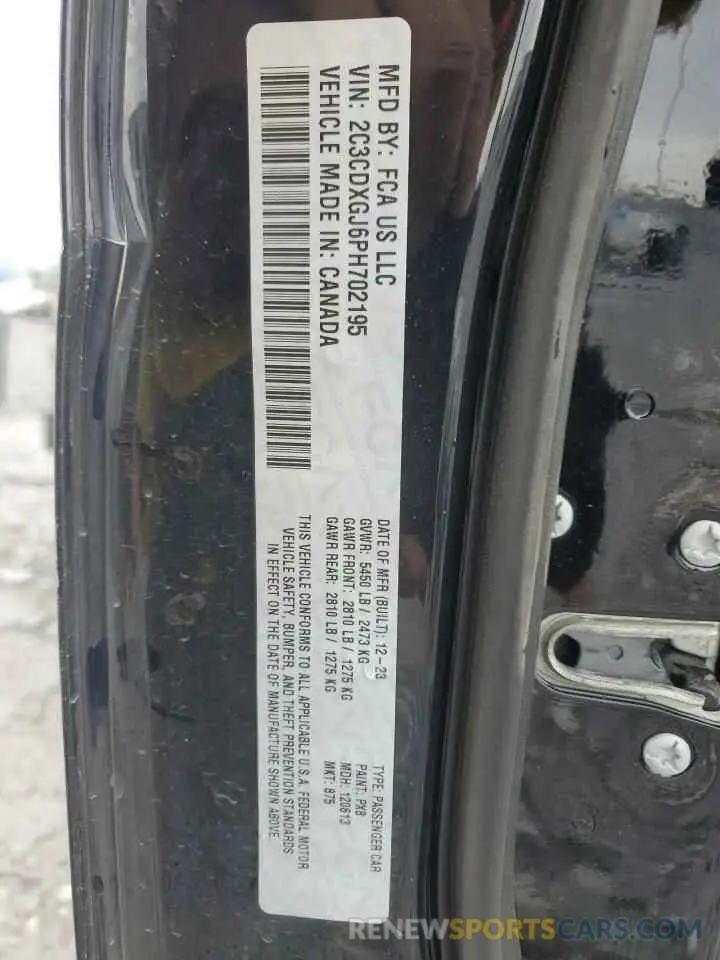 MFD BY: FCA US LLC
VIN: 2C3CDXGJ6PH702195
VEHICLE MADE IN: CANADA
DATE OF MFR (BUILT): 12-23
GVWR: 5450 LB / 2473 KG
GAWR FRONT: 2810 LB / 1275 KG
GAWR REAR: 2810 LB / 1275 KG
THIS VEHICLE CONFORMS TO ALL APPLICABLE U.S.A. FEDERAL MOTOR
VEHICLE SAFETY, BUMPER, AND THEFT PREVENTION STANDARDS
IN EFFECT ON THE DATE OF MANUFACTURE SHOWN ABOVE.
TYPE: PASSENGER CAR
PAINT: PX8
MDH: 120613
MKT: 875
RENEWSPORTSCARS.COM